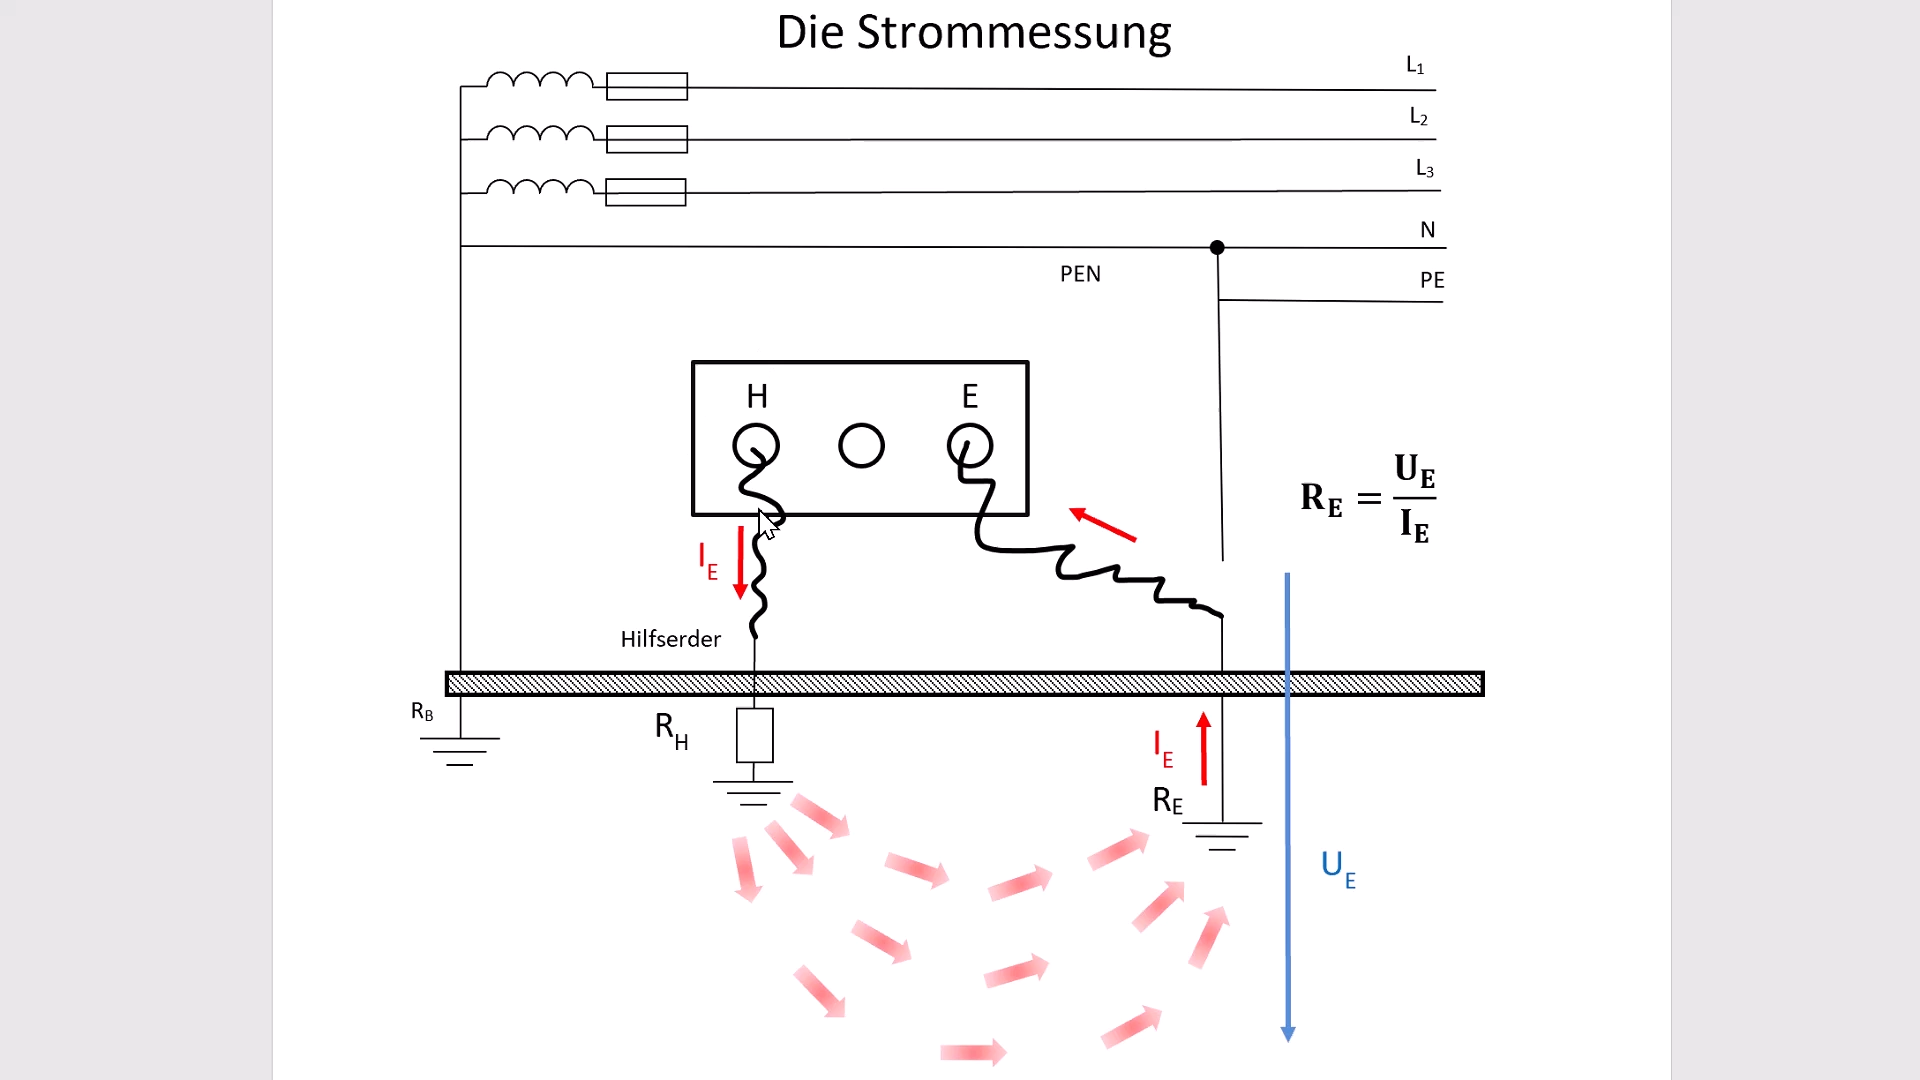 Die Strommessung
L1
L2
L3
N
PEN
PE
H E
RE = UE / IE
IE
Hilfserder
RB
RH
IE
RE
UE